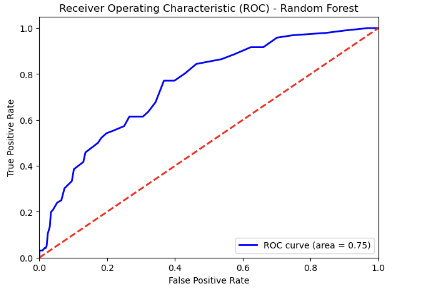 Receiver Operating Characteristic (ROC) - Random Forest
1.0
0.8
0.6
0.4
0.2
0.0
True Positive Rate
ROC curve (area = 0.75)
0.0 0.2 0.4 0.6 0.8 1.0
False Positive Rate